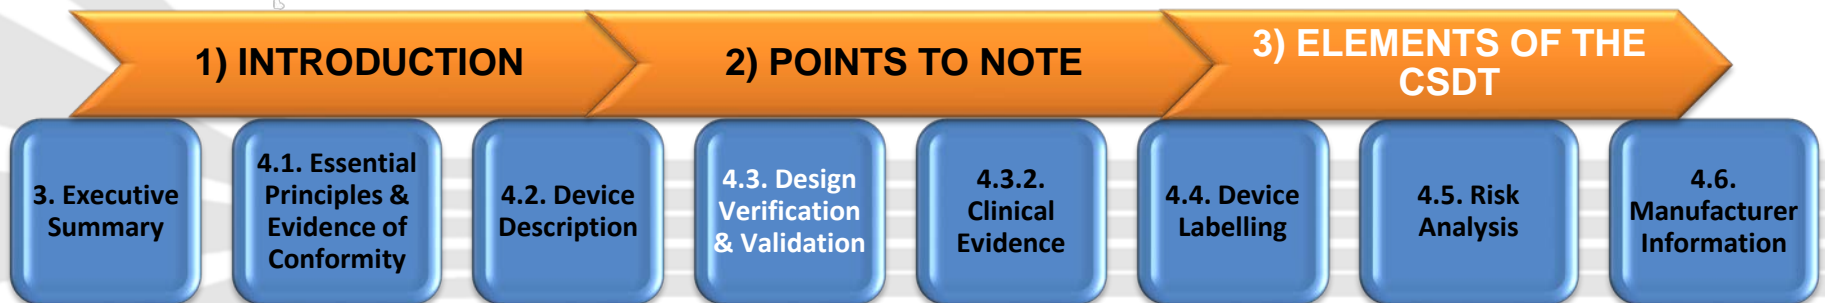 1) INTRODUCTION
2) POINTS TO NOTE
3) ELEMENTS OF THE
CSDT
3. Executive
Summary
4.1. Essential
Principles &
Evidence of
Conformity
4.2. Device
Description
4.3. Design
Verification
& Validation
4.3.2.
Clinical
Evidence
4.4. Device
Labelling
4.5. Risk
Analysis
4.6.
Manufacturer
Information